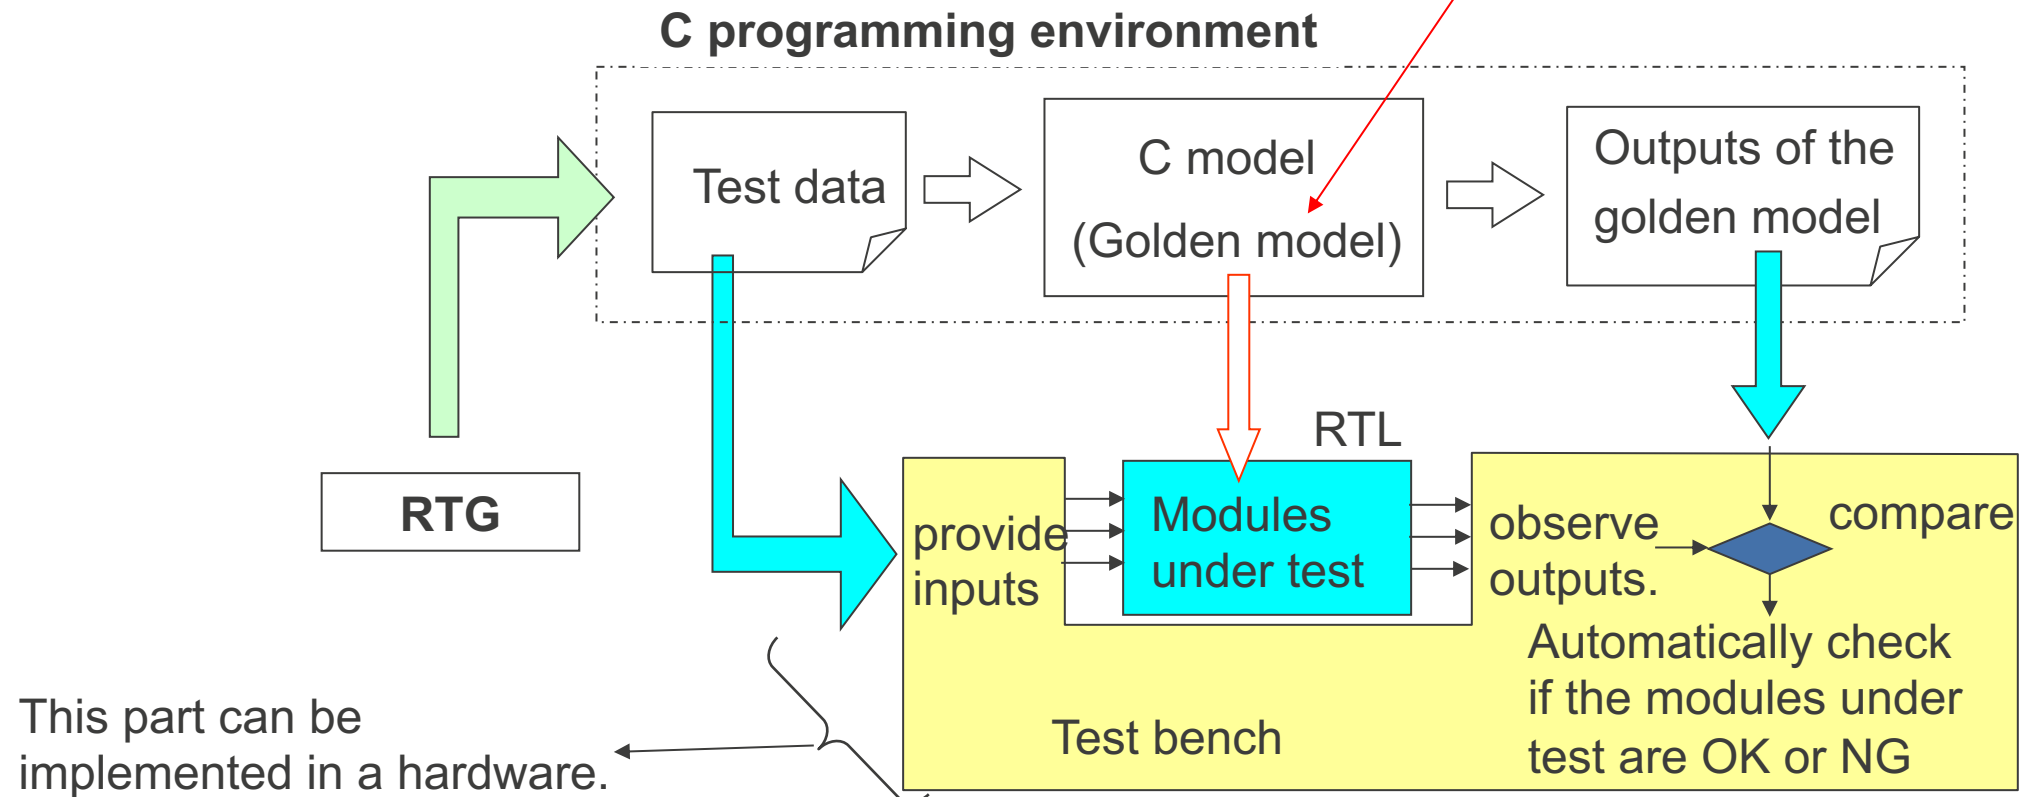 C programming environment
Test data
C model
(Golden model)
Outputs of the
golden model
RTG
RTL
provide
inputs
Modules
under test
observe
outputs.
compare
Automatically check
if the modules under
test are OK or NG
Test bench
This part can be
implemented in a hardware.